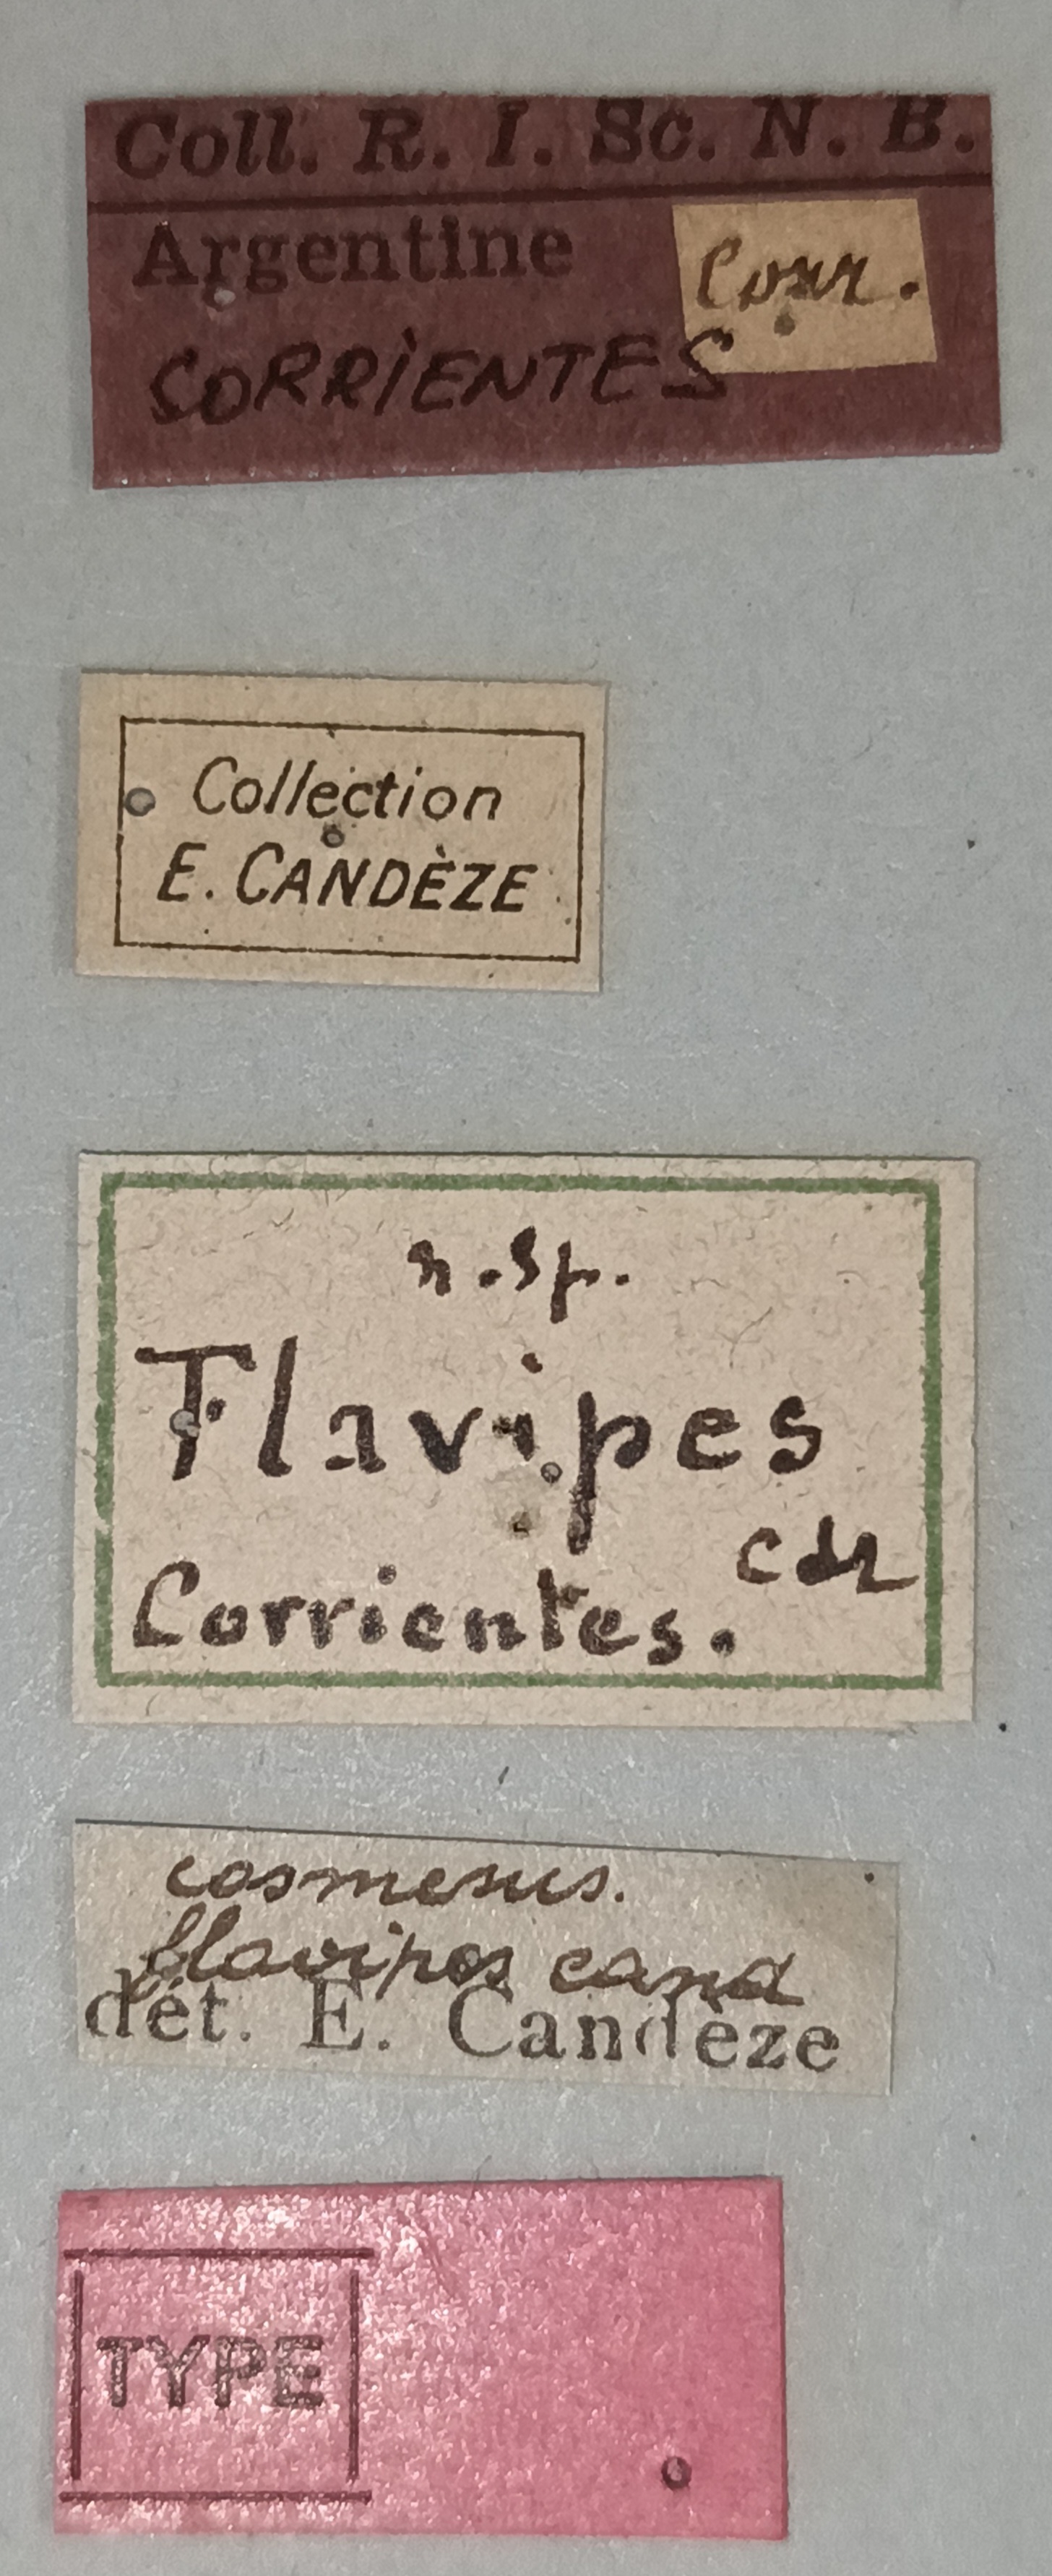 Coll. R. I. Sc. N. B.
Argentine
Corr.
CORRIENTES
Collection
E. CANDÈZE
n. sp.
Flavipes
cdz
Corrientes.
cosmesus.
flavipes cand
dét. E. Candèze
TYPE